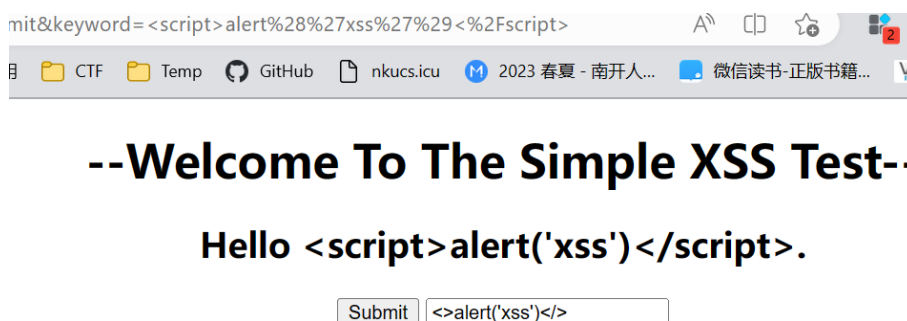 mit&keyword=<script>alert%28%27xss%27%29<%2Fscript>
2
用 CTF Temp GitHub nkucs.icu 2023 春夏 - 南开人... 微信读书-正版书籍...
--Welcome To The Simple XSS Test--
Hello <script>alert('xss')</script>.
Submit <>alert('xss')</>